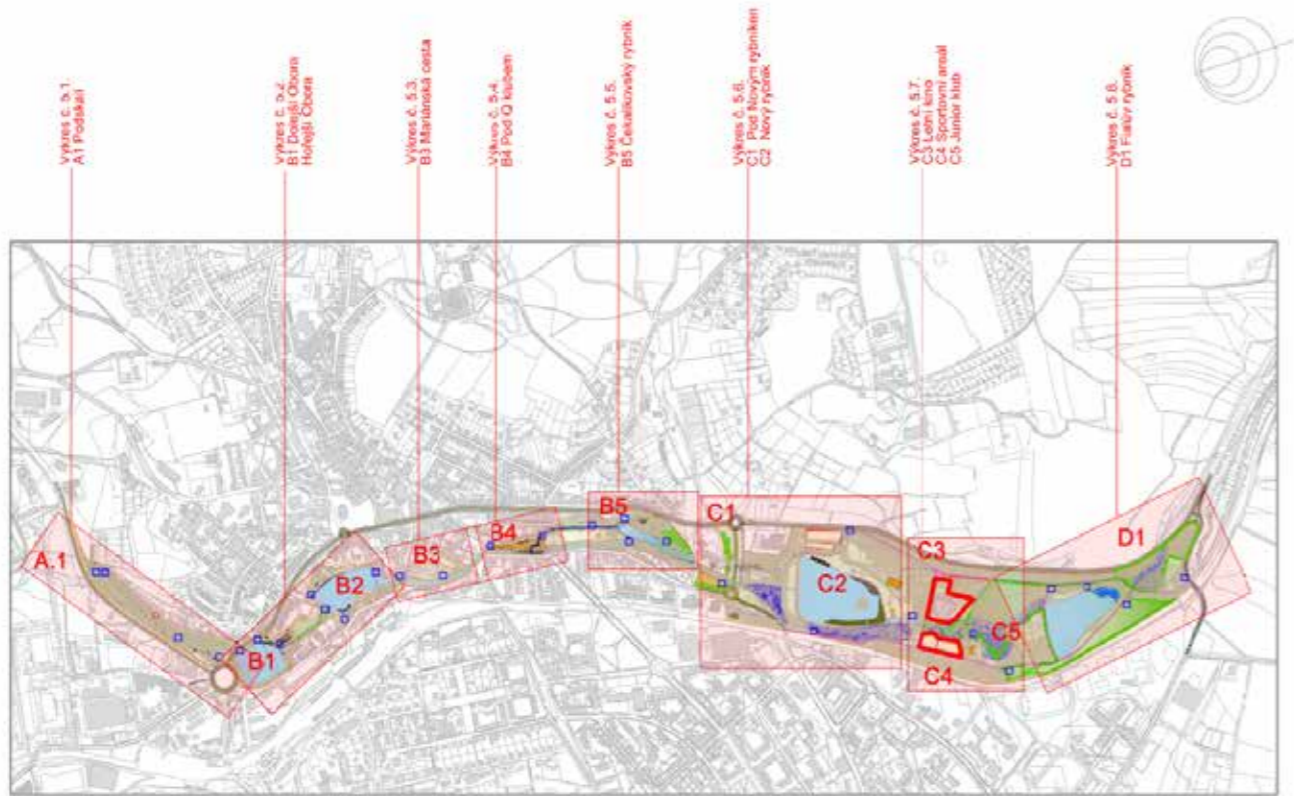 Výkres č. 5.1.
A1 Podskalí
Výkres č. 5.2.
B1 Dolejší Obora
Hořejší Obora
Výkres č. 5.3.
B3 Mariánská cesta
Výkres č. 5.4.
B4 Pod Q klubem
Výkres č. 5.5.
B5 Čekalikovský rybník
Výkres č. 5.6.
C1 Pod Novým rybníkem
C2 Nový rybník
Výkres č. 5.7.
C3 Letní kino
C4 Sportovní areál
C5 Junior klub
Výkres č. 5.8.
D1 Fialův rybník
A.1
B1
B2
B3
B4
B5
C1
C2
C3
C4
C5
D1